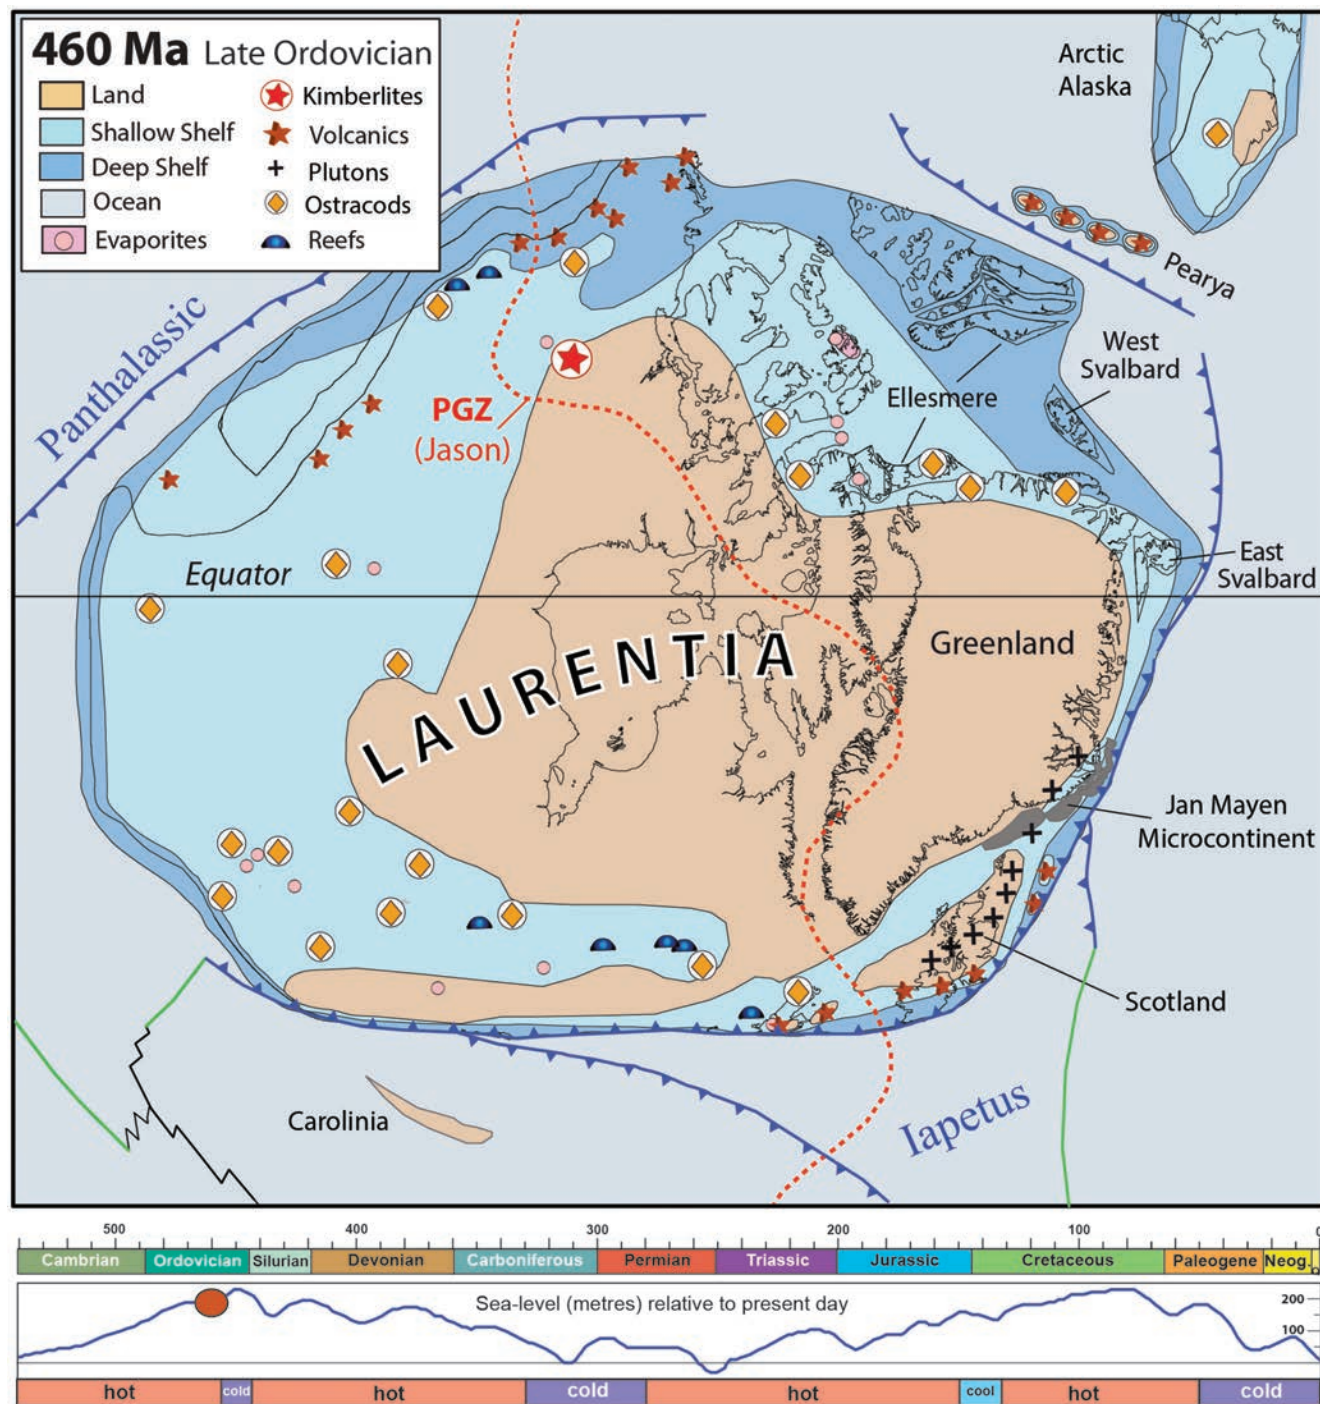 460 Ma Late Ordovician
Land
Shallow Shelf
Deep Shelf
Ocean
Evaporites
Kimberlites
Volcanics
Plutons
Ostracods
Reefs
Arctic
Alaska
Pearya
West
Svalbard
Ellesmere
Panthalassic
PGZ
(Jason)
Equator
East
Svalbard
LAURENTIA
Greenland
Jan Mayen
Microcontinent
Scotland
Carolinia
Iapetus
500 400 300 200 100 0
Cambrian Ordovician Silurian Devonian Carboniferous Permian Triassic Jurassic Cretaceous Paleogene Neog.
Sea-level (metres) relative to present day
200
100
hot cold hot cold hot cool hot cold